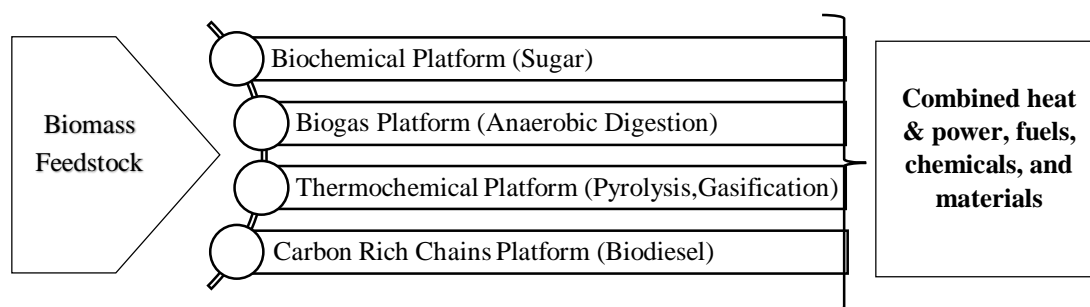 Biomass
Feedstock
Biochemical Platform (Sugar)
Biogas Platform (Anaerobic Digestion)
Thermochemical Platform (Pyrolysis,Gasification)
Carbon Rich Chains Platform (Biodiesel)
Combined heat
& power, fuels,
chemicals, and
materials